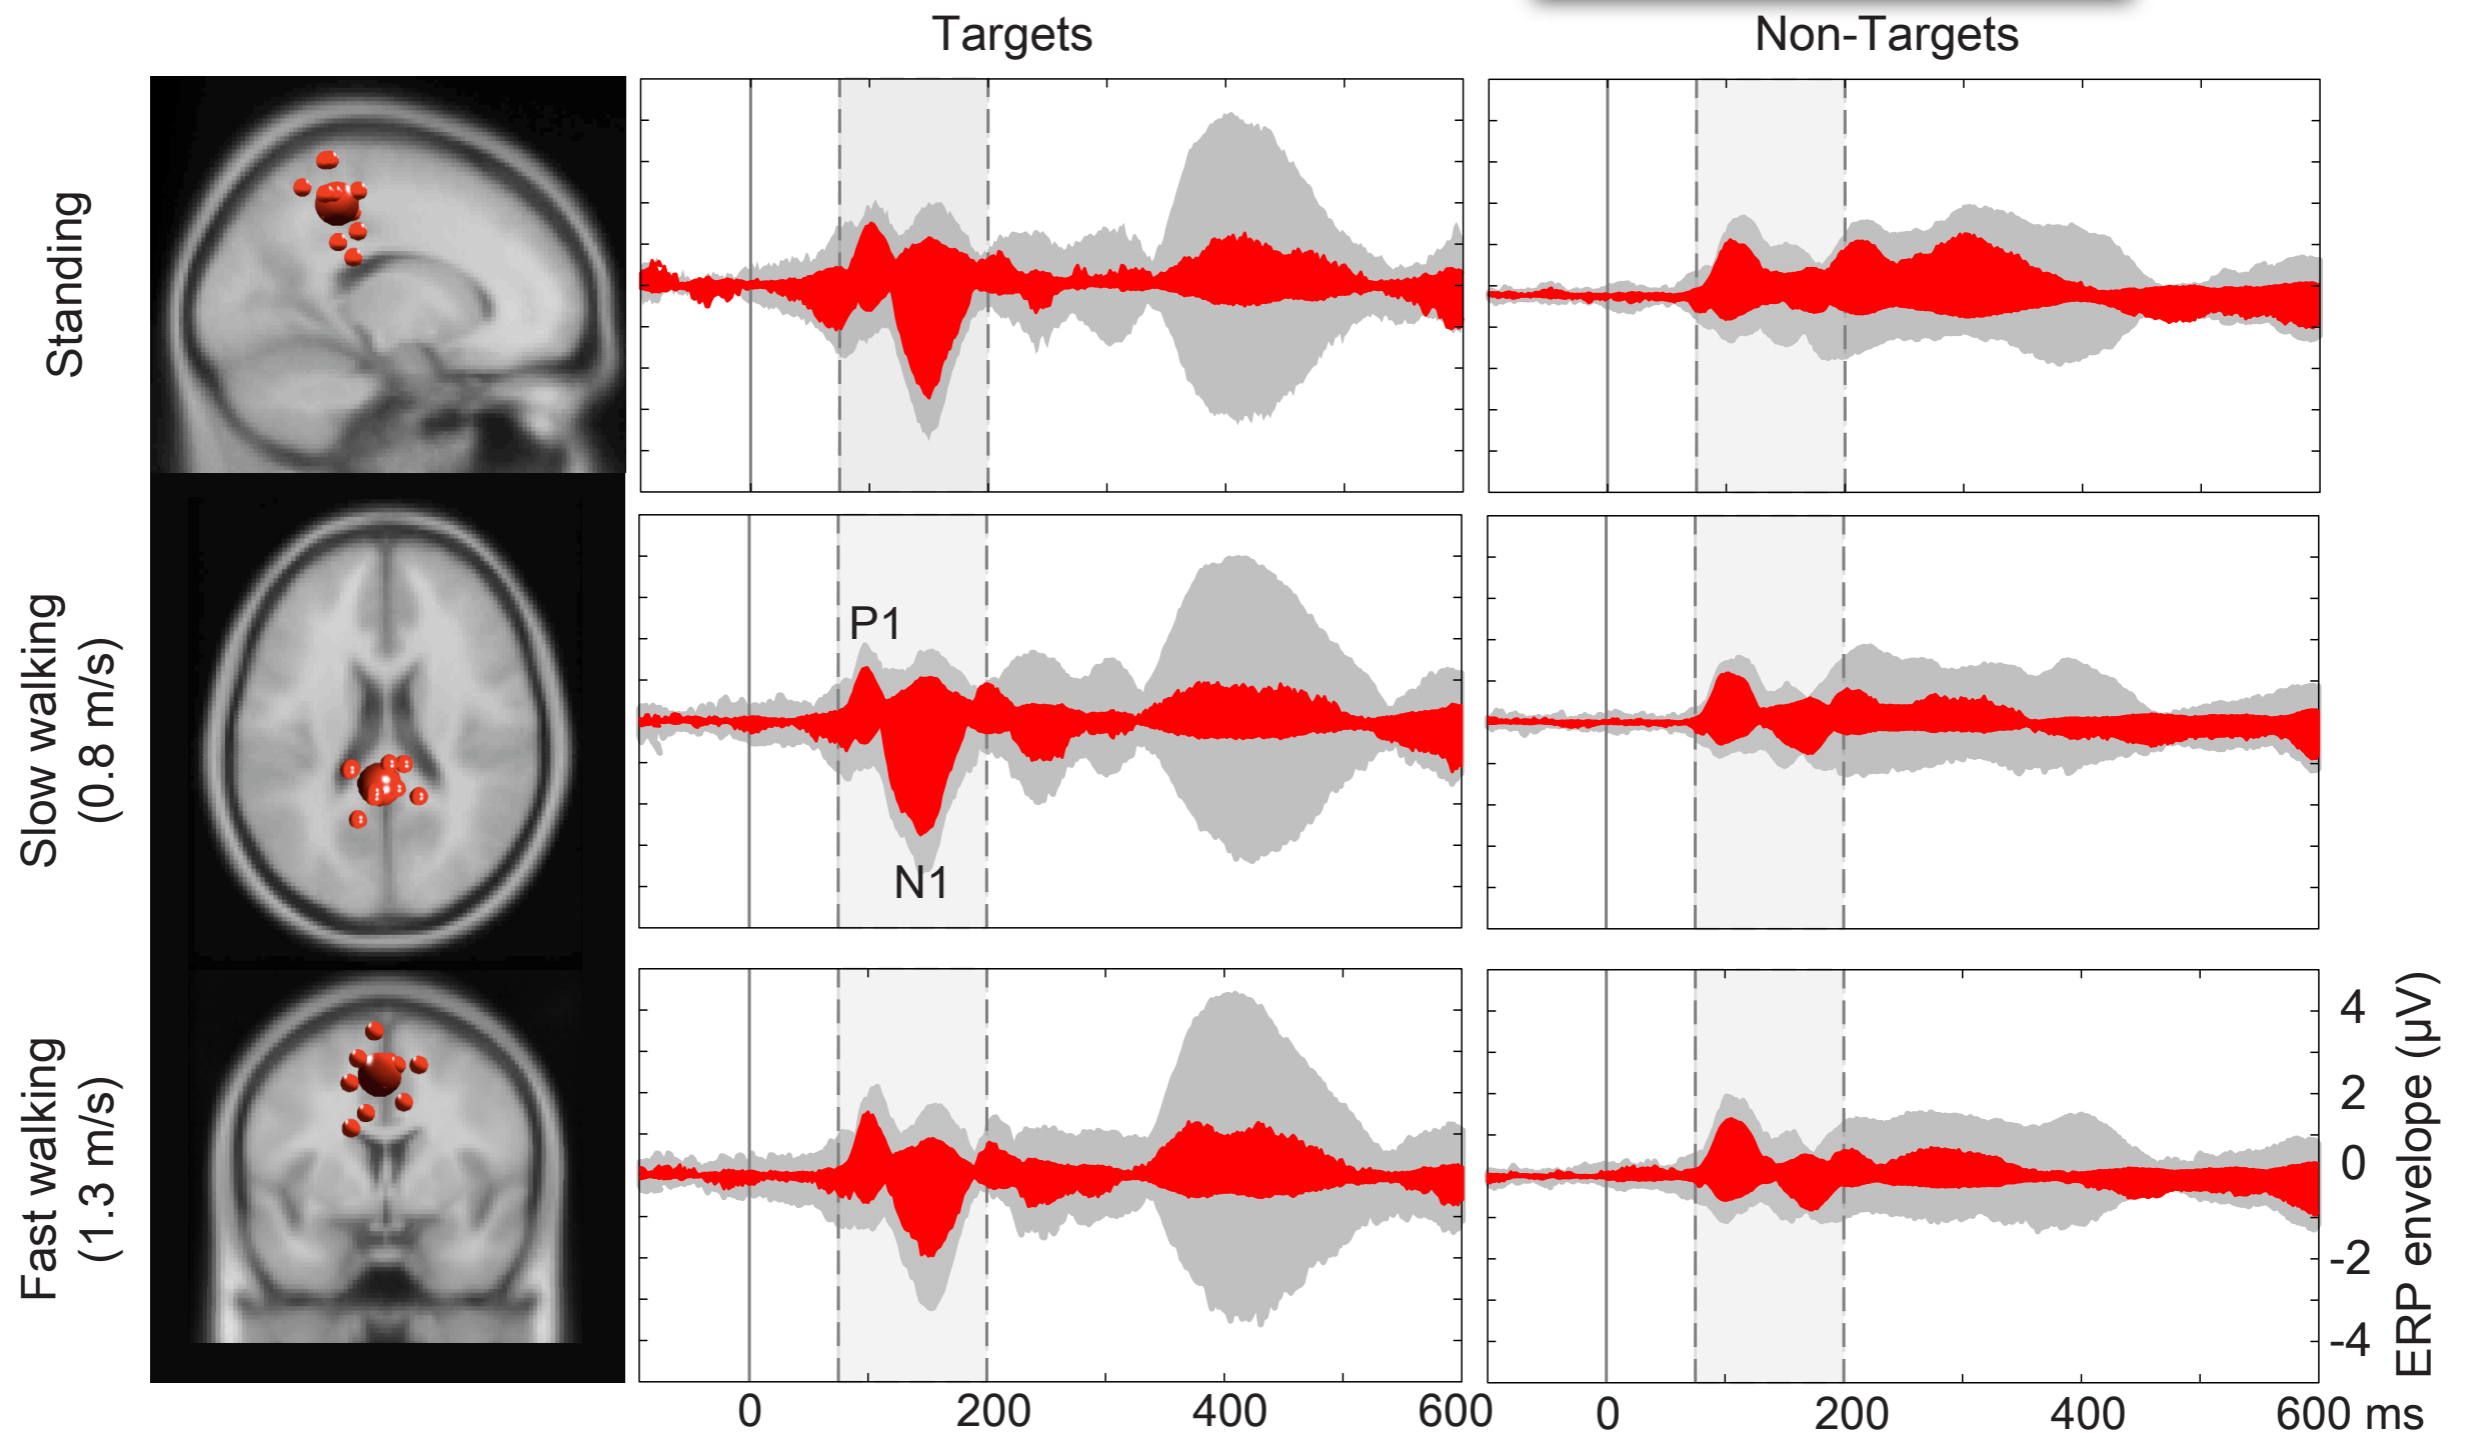 Targets
Non-Targets
Standing
P1
N1
Slow walking
(0.8 m/s)
Fast walking
(1.3 m/s)
4
2
0
-2
-4
ERP envelope (µV)
0
200
400
600
0
200
400
600 ms